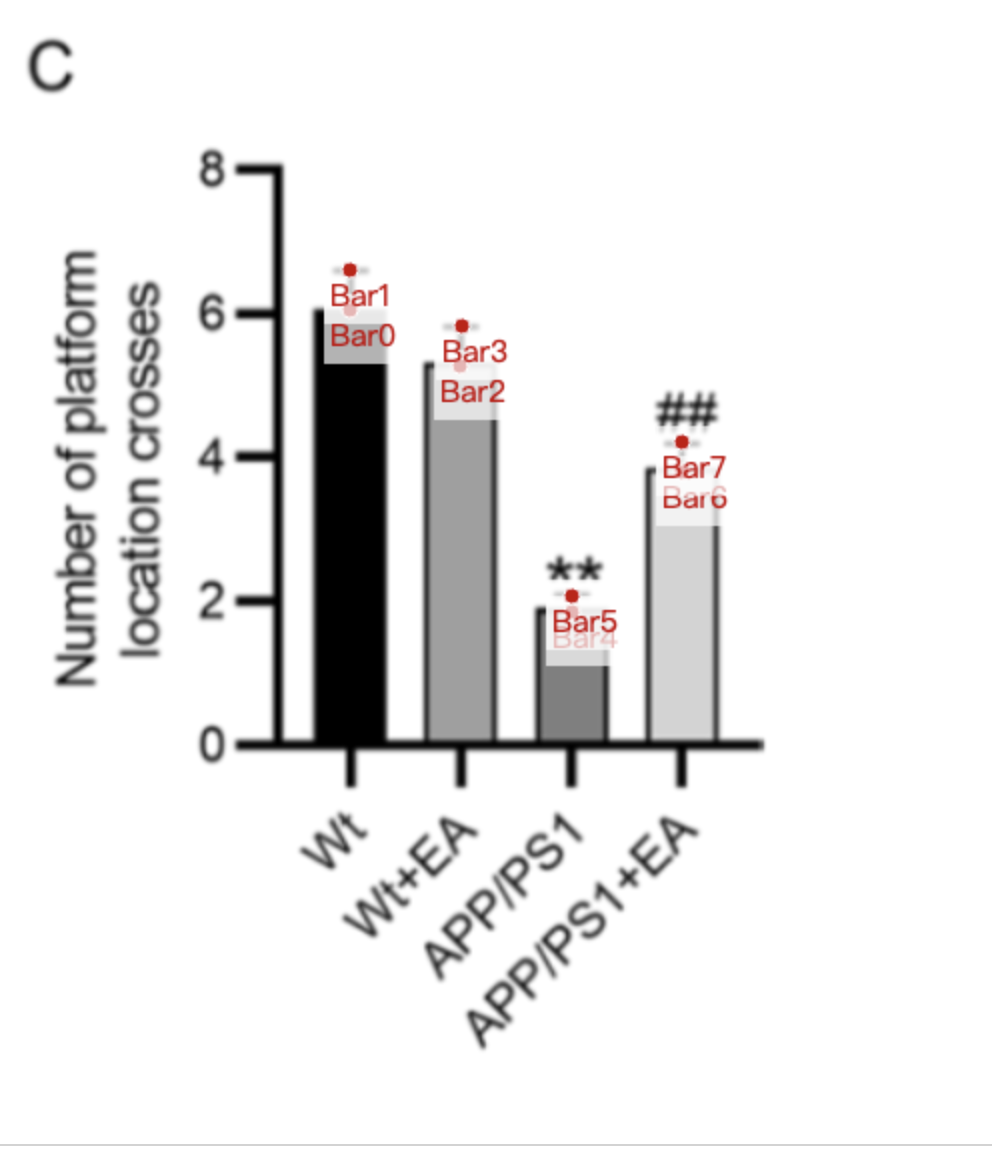 C
Number of platform
location crosses
8
6
4
2
0
Bar1
Bar0
Bar3
Bar2
**
Bar5
Bar4
##
Bar7
Bar6
Wt
Wt+EA
APP/PS1
APP/PS1+EA